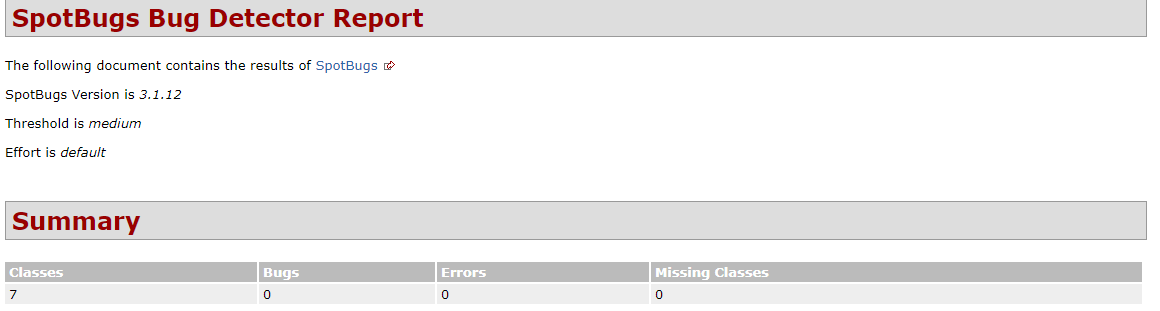 SpotBugs Bug Detector Report
The following document contains the results of SpotBugs
SpotBugs Version is 3.1.12
Threshold is medium
Effort is default
Summary
Classes Bugs Errors Missing Classes
7 0 0 0